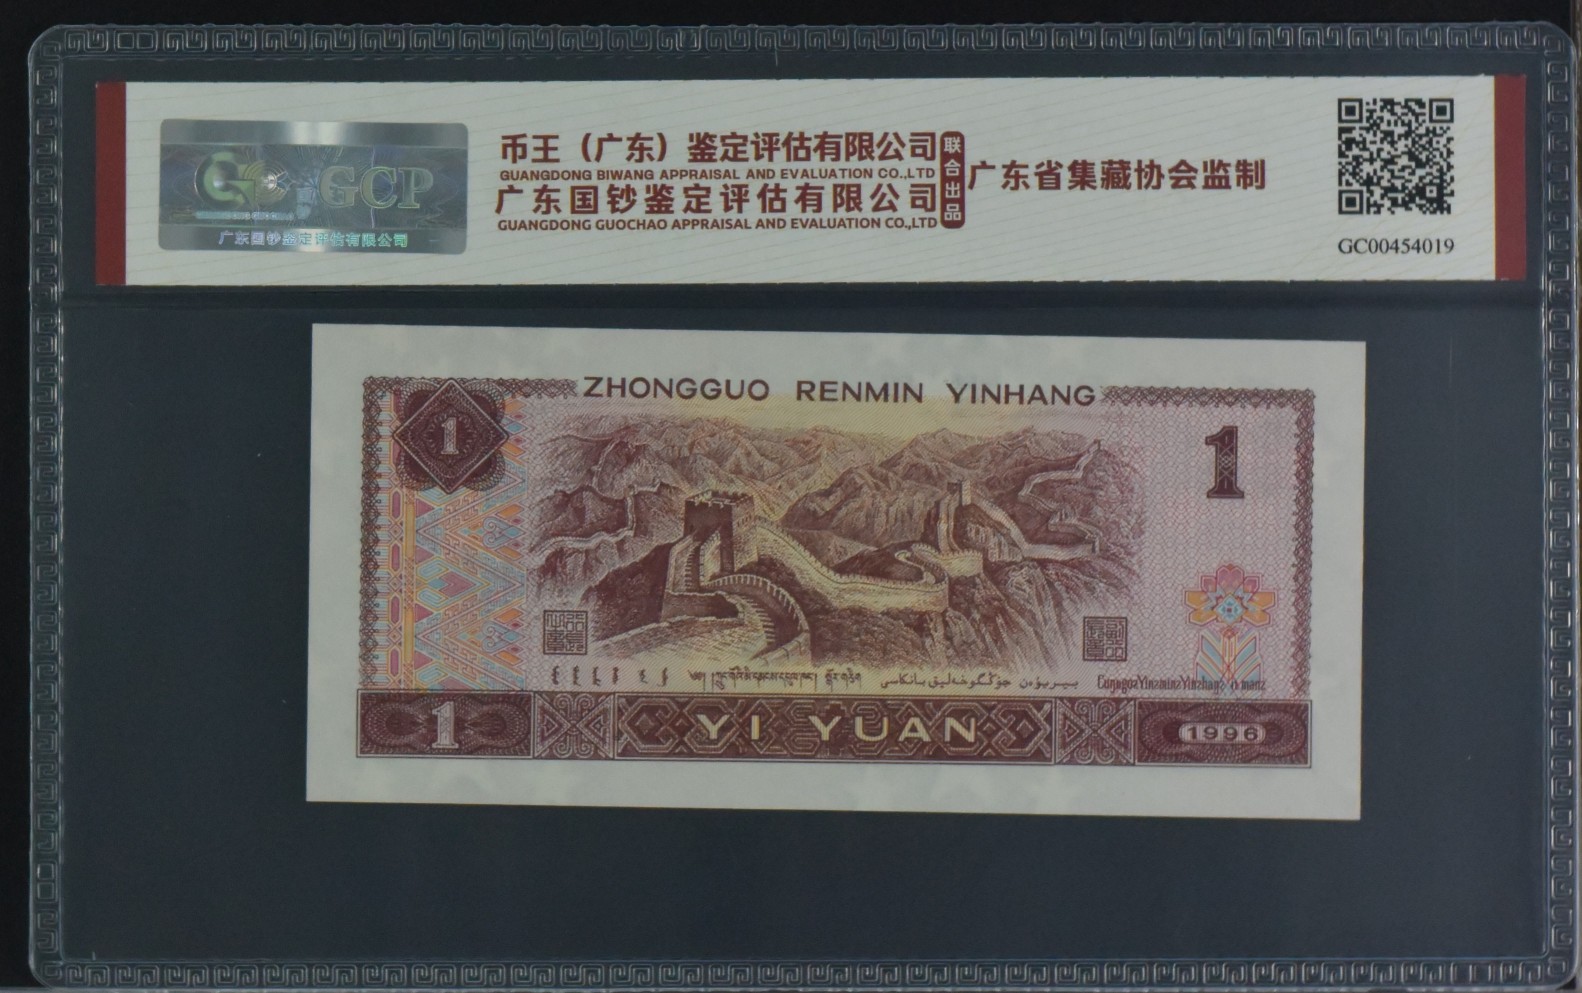 GCP
广东国钞鉴定评估有限公司
币王（广东）鉴定评估有限公司
GUANGDONG BIWANG APPRAISAL AND EVALUATION CO.,LTD
广东国钞鉴定评估有限公司
GUANGDONG GUOCHAO APPRAISAL AND EVALUATION CO.,LTD
联合出品
广东省集藏协会监制
GC00454019
ZHONGGUO RENMIN YINHANG
1
1
1
YI YUAN
1996